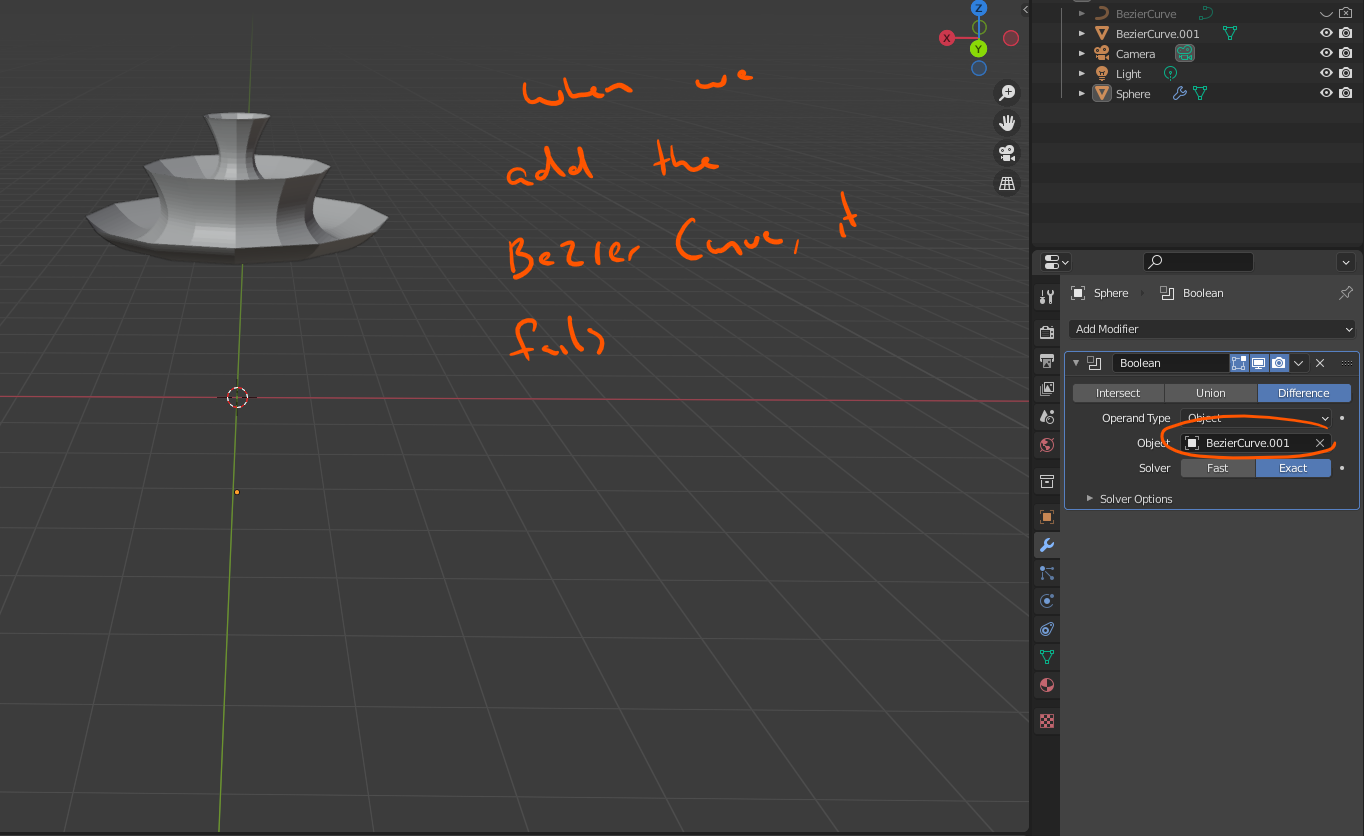 BezierCurve
BezierCurve.001
Camera
Light
Sphere
Z
X
Y
when we
add the
Bezier Curve, it
fails
Sphere
Boolean
Add Modifier
Boolean
Intersect Union Difference
Operand Type Object
Object BezierCurve.001
Solver Fast Exact
Solver Options